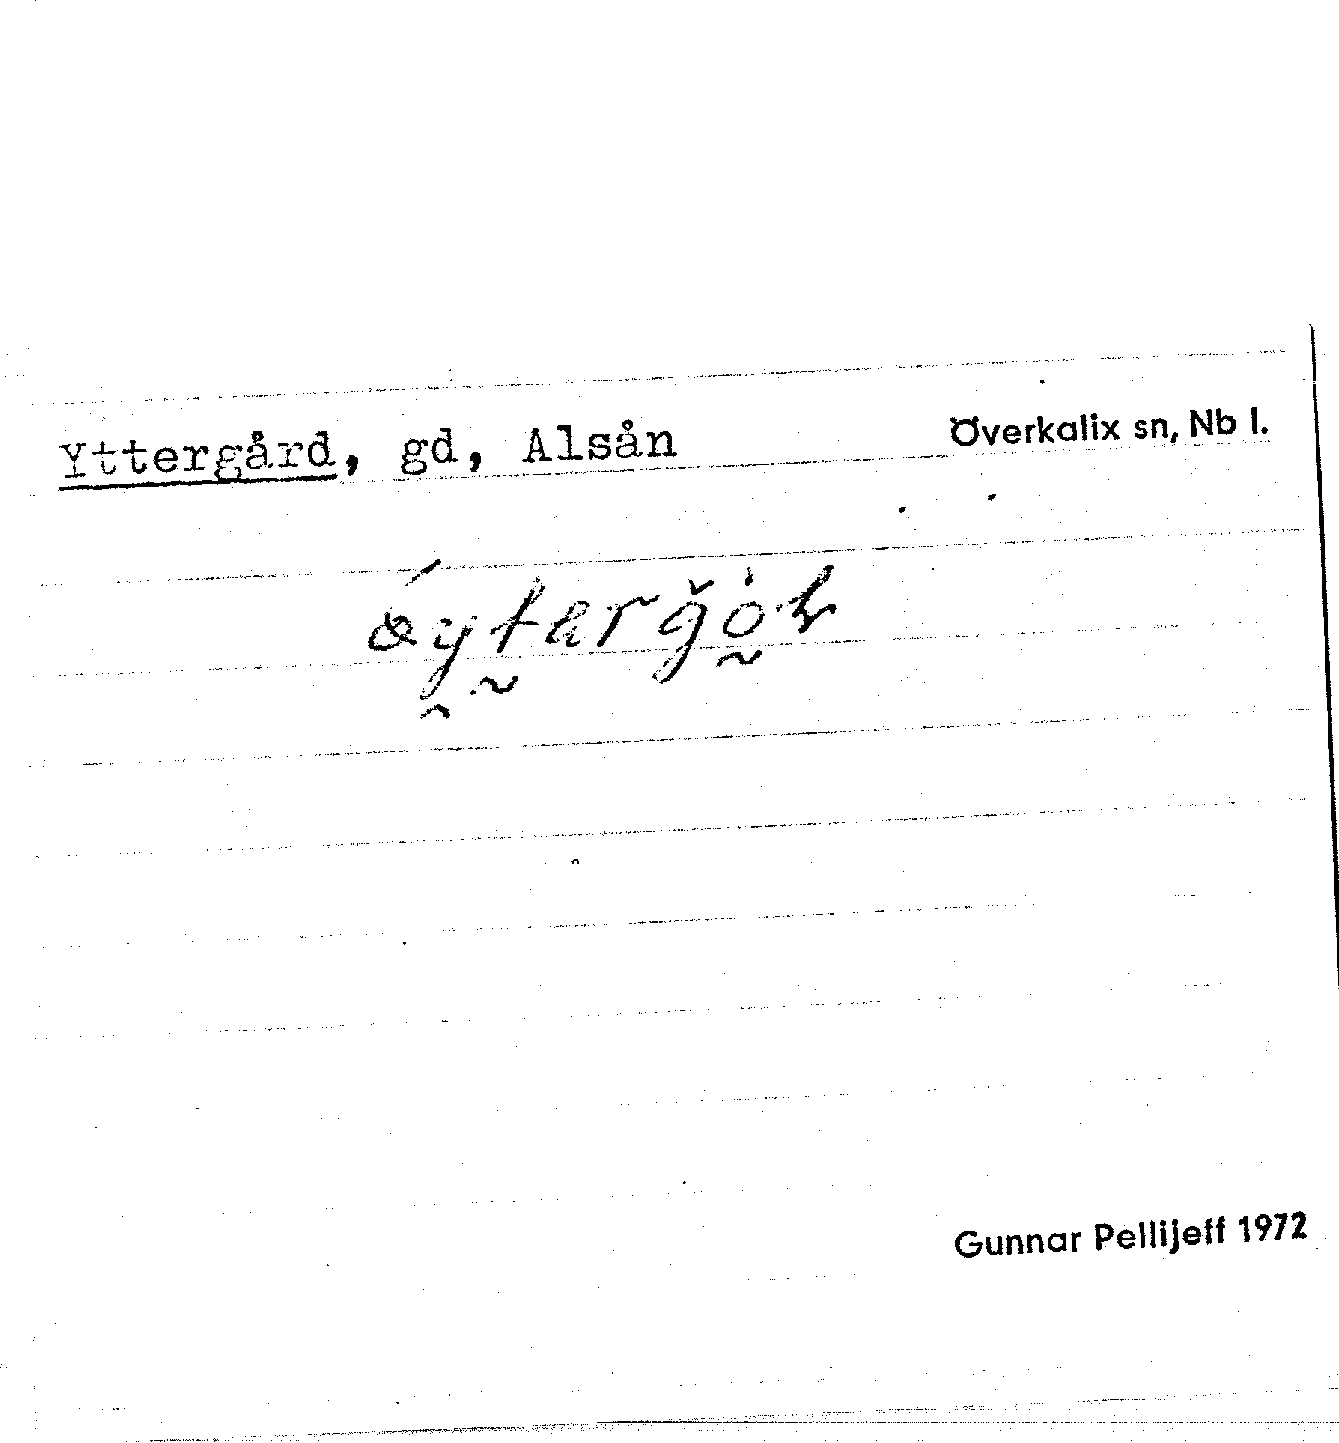 Yttergård, gd, Alsån Överkalix sn, Nb l.
Gunnar Pellijeff 1972